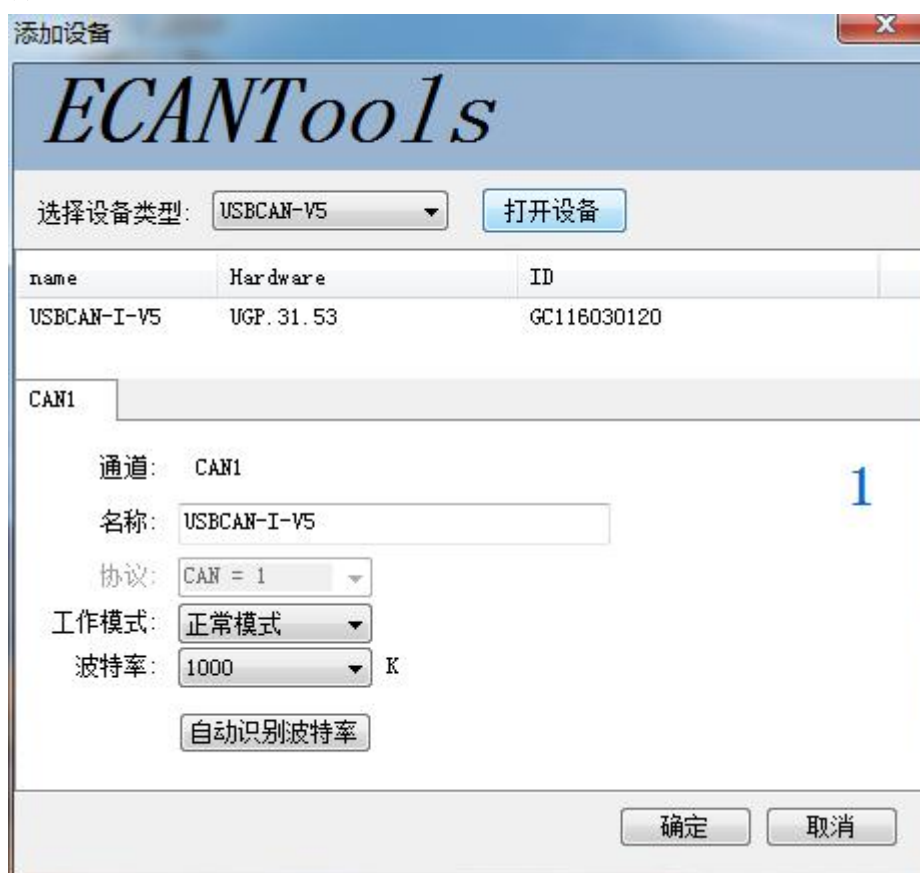 添加设备
ECANTools
选择设备类型: USBCAN-V5 打开设备
name Hardware ID
USBCAN-I-V5 UGP.31.53 GC116030120
CAN1
通道: CAN1
1
名称: USBCAN-I-V5
协议: CAN = 1
工作模式: 正常模式
波特率: 1000 K
自动识别波特率
确定 取消